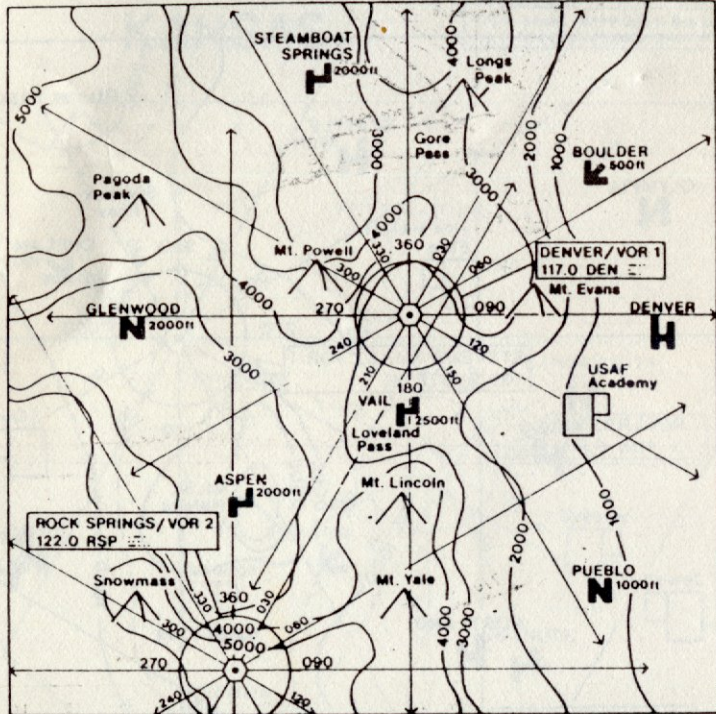 STEAMBOAT
SPRINGS
2000ft
4000
Longs
Peak
5000
3000
Gore
Pass
2000
1000
BOULDER
500ft
Pagoda
Peak
3000
4000
Mt. Powell
330
360
030
300
060
DENVER/VOR 1
117.0 DEN
Mt. Evans
4000
GLENWOOD
N 2000ft
270
090
DENVER
H
240
120
3000
210
150
USAF
Academy
180
VAIL
2500ft
Loveland
Pass
ASPEN
2000ft
Mt. Lincoln
1000
ROCK SPRINGS/VOR 2
122.0 RSP
2000
Snowmass
360
Mt. Yale
PUEBLO
N 1000ft
330
030
300
4000
060
5000
4000
3000
270
090
240
120